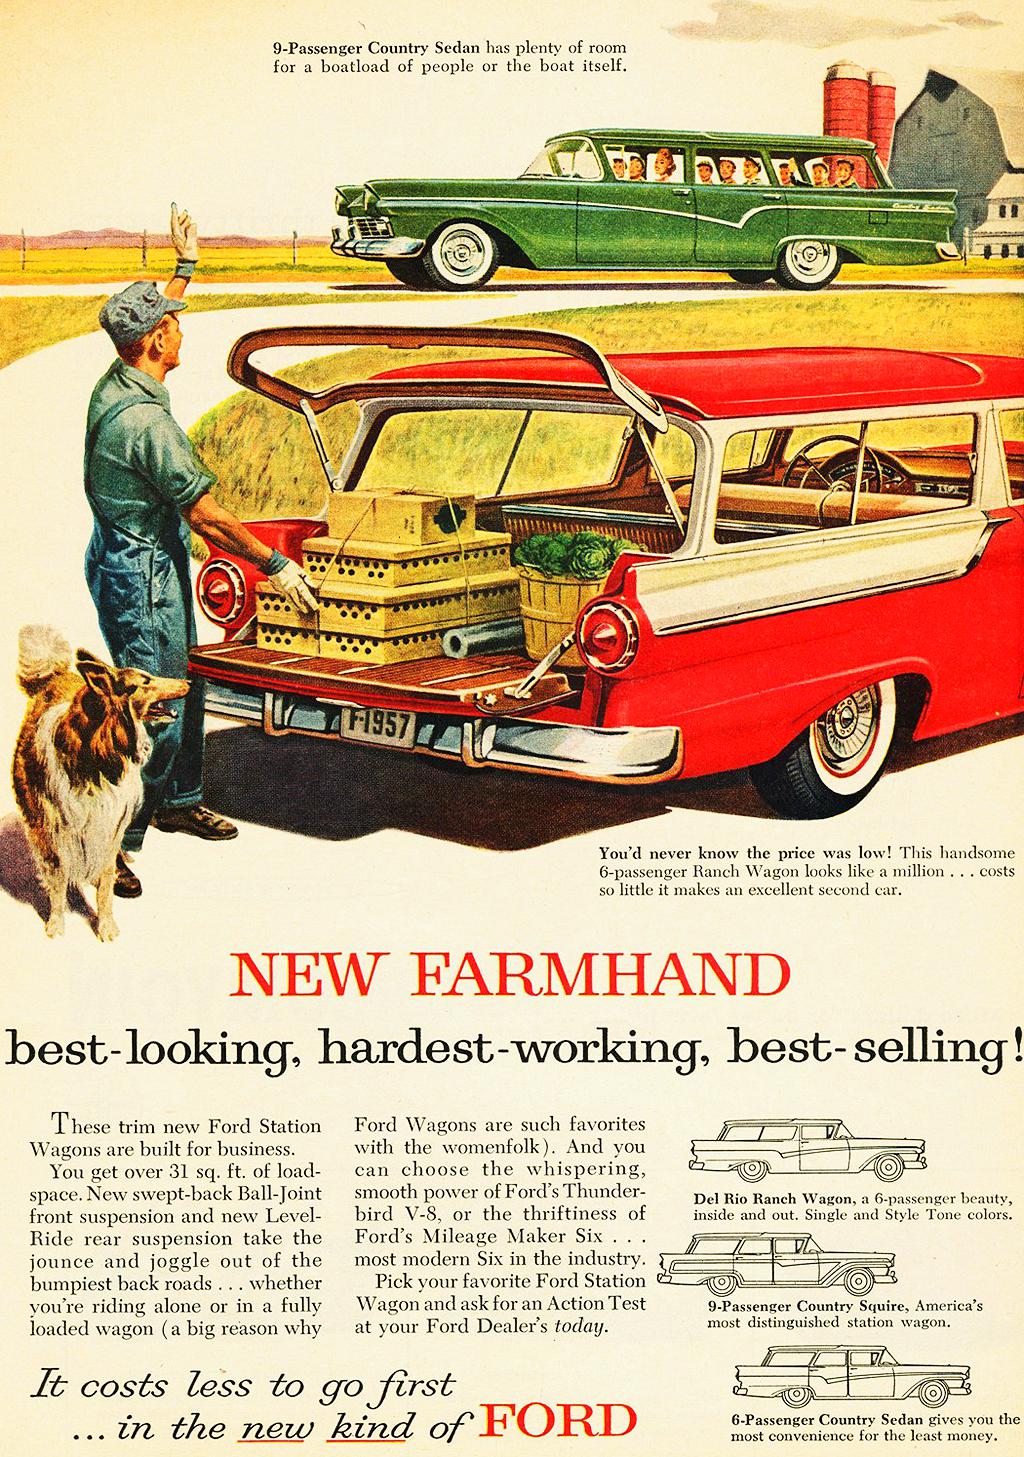 9-Passenger Country Sedan has plenty of room
for a boatload of people or the boat itself.
F-1957
You'd never know the price was low! This handsome
6-passenger Ranch Wagon looks like a million . . . costs
so little it makes an excellent second car.
NEW FARMHAND
best-looking, hardest-working, best-selling!
These trim new Ford Station
Wagons are built for business.
You get over 31 sq. ft. of load-
space. New swept-back Ball-Joint
front suspension and new Level-
Ride rear suspension take the
jounce and joggle out of the
bumpiest back roads . . . whether
you're riding alone or in a fully
loaded wagon (a big reason why
Ford Wagons are such favorites
with the womenfolk). And you
can choose the whispering,
smooth power of Ford's Thunder-
bird V-8, or the thriftiness of
Ford's Mileage Maker Six . . .
most modern Six in the industry.
Pick your favorite Ford Station
Wagon and ask for an Action Test
at your Ford Dealer's today.
Del Rio Ranch Wagon, a 6-passenger beauty,
inside and out. Single and Style Tone colors.
9-Passenger Country Squire, America's
most distinguished station wagon.
6-Passenger Country Sedan gives you the
most convenience for the least money.
It costs less to go first
... in the new kind of FORD